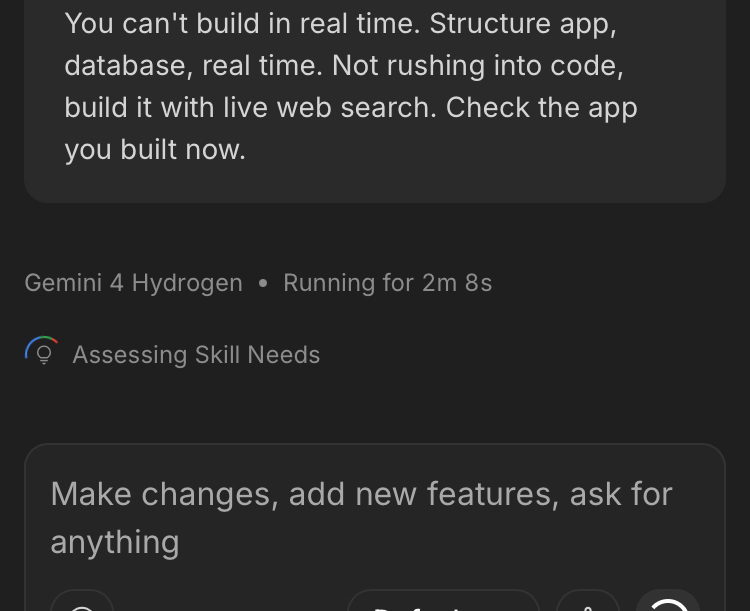 You can't build in real time. Structure app,
database, real time. Not rushing into code,
build it with live web search. Check the app
you built now.
Gemini 4 Hydrogen • Running for 2m 8s
Assessing Skill Needs
Make changes, add new features, ask for
anything